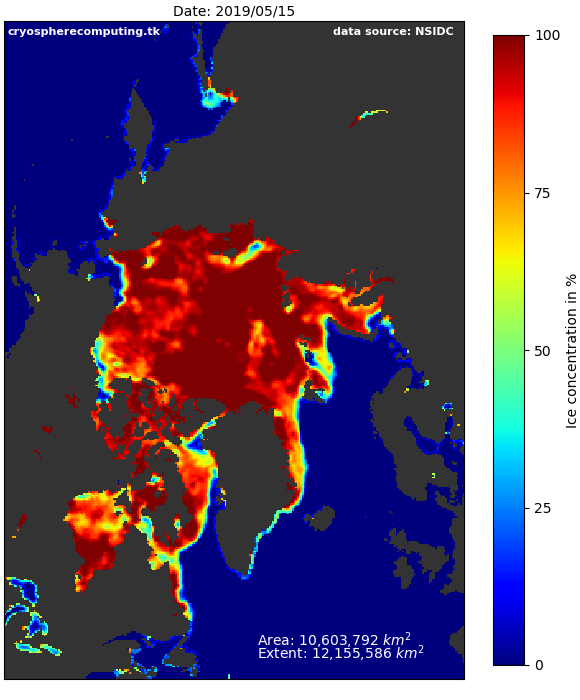 Date: 2019/05/15
cryospherecomputing.tk
data source: NSIDC
100
75
50
25
0
Ice concentration in %
Area: 10,603,792 km²
Extent: 12,155,586 km²